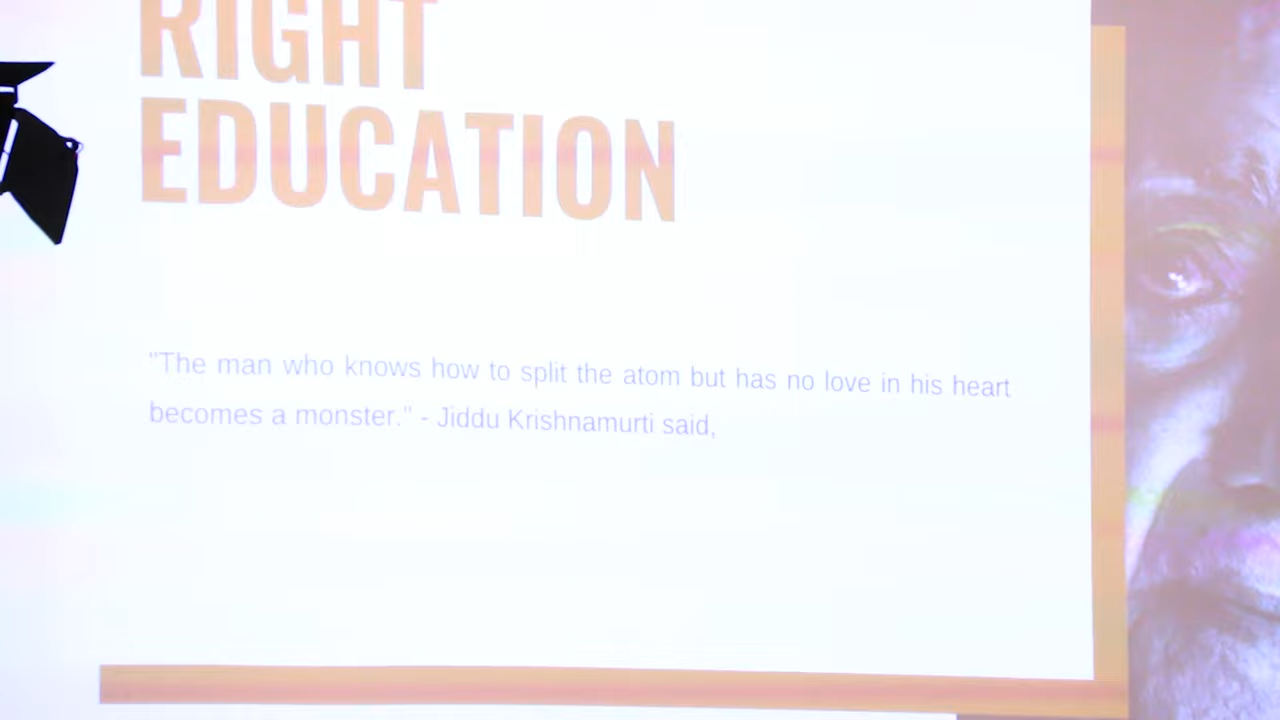 RIGHT
EDUCATION
"The man who knows how to split the atom but has no love in his heart
becomes a monster." - Jiddu Krishnamurti said,